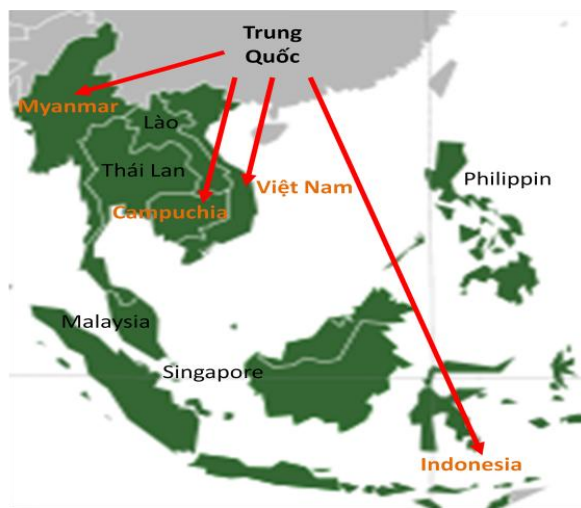 Trung
Quốc
Myanmar
Lào
Thái Lan
Philippin
Việt Nam
Campuchia
Malaysia
Singapore
Indonesia